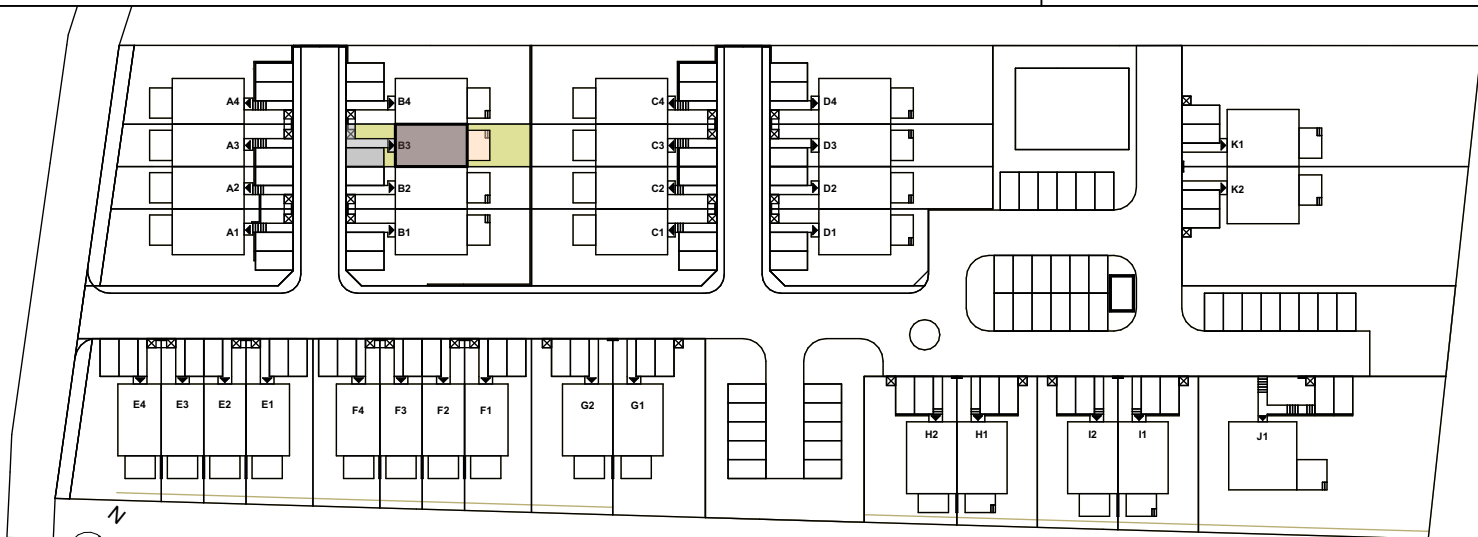 A4 B4 C4 D4
A3 B3 C3 D3 K1
A2 B2 C2 D2 K2
A1 B1 C1 D1
E4 E3 E2 E1 F4 F3 F2 F1 G2 G1
H2 H1 I2 I1 J1
N